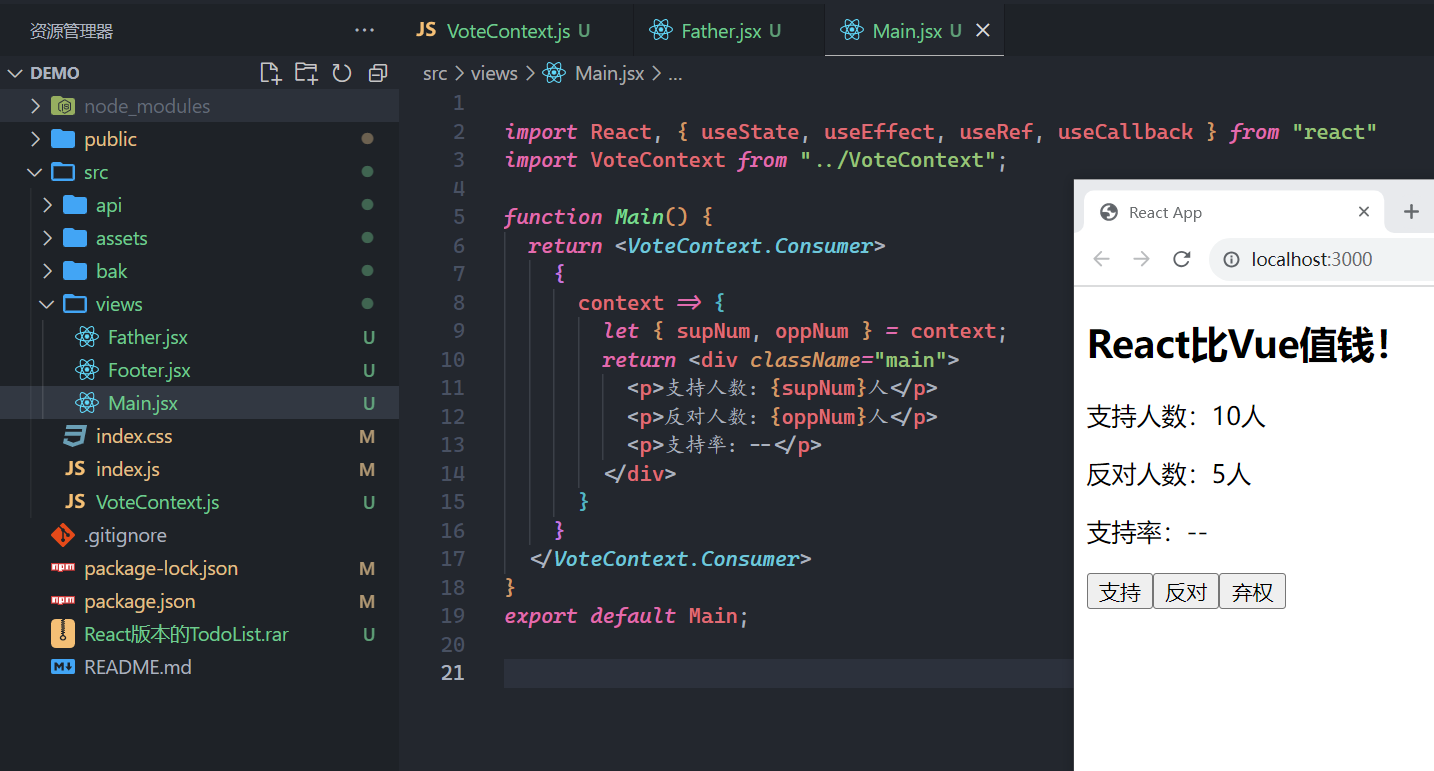 资源管理器 ...
DEMO
node_modules
public
src
api
assets
bak
views
Father.jsx U
Footer.jsx U
Main.jsx U
index.css M
JS index.js M
JS VoteContext.js U
.gitignore
npm package-lock.json M
npm package.json M
React版本的TodoList.rar U
README.md
JS VoteContext.js U Father.jsx U Main.jsx U
src > views > Main.jsx > ...
1
2 import React, { useState, useEffect, useRef, useCallback } from "react"
3 import VoteContext from "../VoteContext";
4
5 function Main() {
6   return <VoteContext.Consumer>
7     {
8       context => {
9         let { supNum, oppNum } = context;
10         return <div className="main">
11           <p>支持人数：{supNum}人</p>
12           <p>反对人数：{oppNum}人</p>
13           <p>支持率：--</p>
14         </div>
15       }
16     }
17   </VoteContext.Consumer>
18 }
19 export default Main;
20
21
React App
localhost:3000
React比Vue值钱！
支持人数：10人
反对人数：5人
支持率：--
支持 反对 弃权